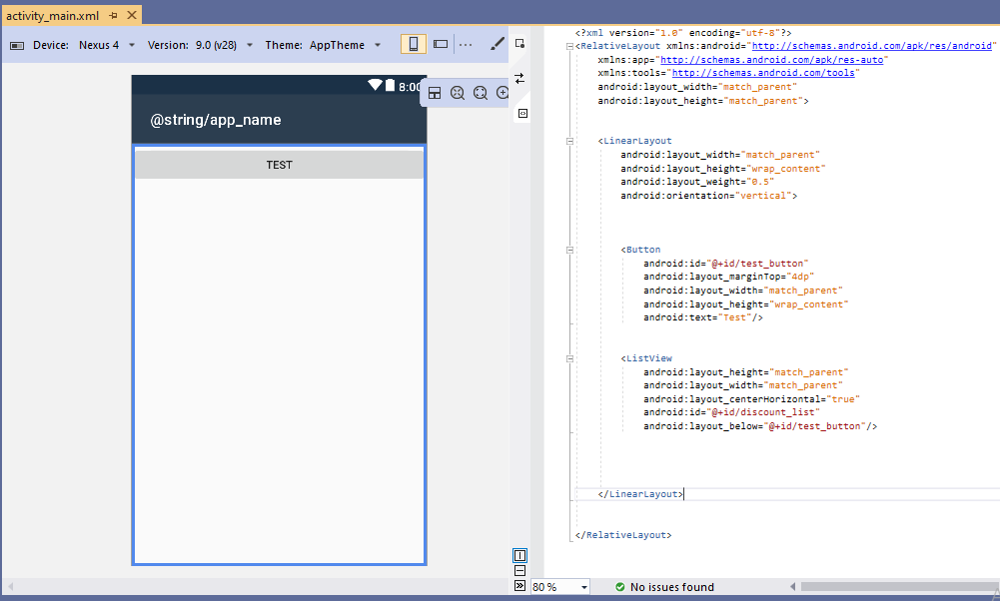 activity_main.xml
Device: Nexus 4 Version: 9.0 (v28) Theme: AppTheme ···
8:00
@string/app_name
TEST
<?xml version="1.0" encoding="utf-8"?>
<RelativeLayout xmlns:android="http://schemas.android.com/apk/res/android"
xmlns:app="http://schemas.android.com/apk/res-auto"
xmlns:tools="http://schemas.android.com/tools"
android:layout_width="match_parent"
android:layout_height="match_parent">
<LinearLayout
android:layout_width="match_parent"
android:layout_height="wrap_content"
android:layout_weight="0.5"
android:orientation="vertical">
<Button
android:id="@+id/test_button"
android:layout_marginTop="4dp"
android:layout_width="match_parent"
android:layout_height="wrap_content"
android:text="Test"/>
<ListView
android:layout_height="match_parent"
android:layout_width="match_parent"
android:layout_centerHorizontal="true"
android:id="@+id/discount_list"
android:layout_below="@+id/test_button"/>
</LinearLayout>
</RelativeLayout>
80 % No issues found